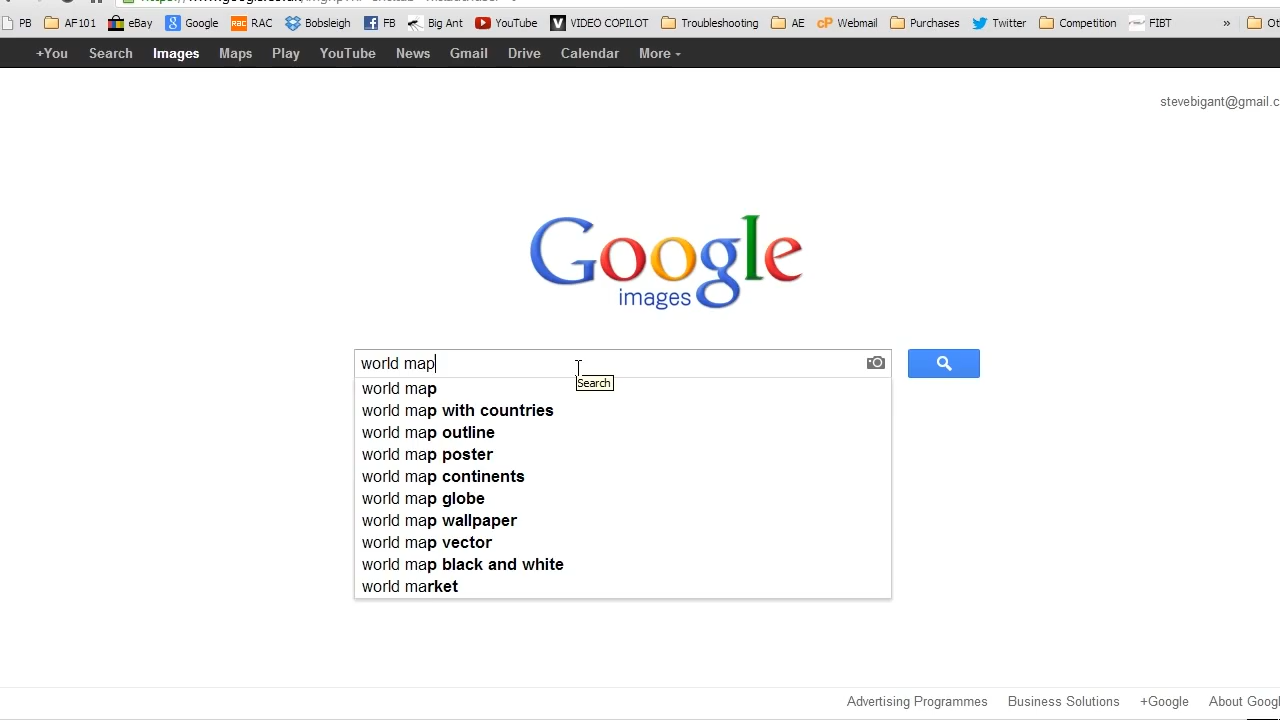 PB AF101 eBay Google RAC Bobsleigh FB Big Ant YouTube VIDEO COPILOT Troubleshooting AE Webmail Purchases Twitter Competition FIBT » Ot
+You Search Images Maps Play YouTube News Gmail Drive Calendar More
stevebigant@gmail.c
Google
images
world map
Search
world map
world map with countries
world map outline
world map poster
world map continents
world map globe
world map wallpaper
world map vector
world map black and white
world market
Advertising Programmes Business Solutions +Google About Googl